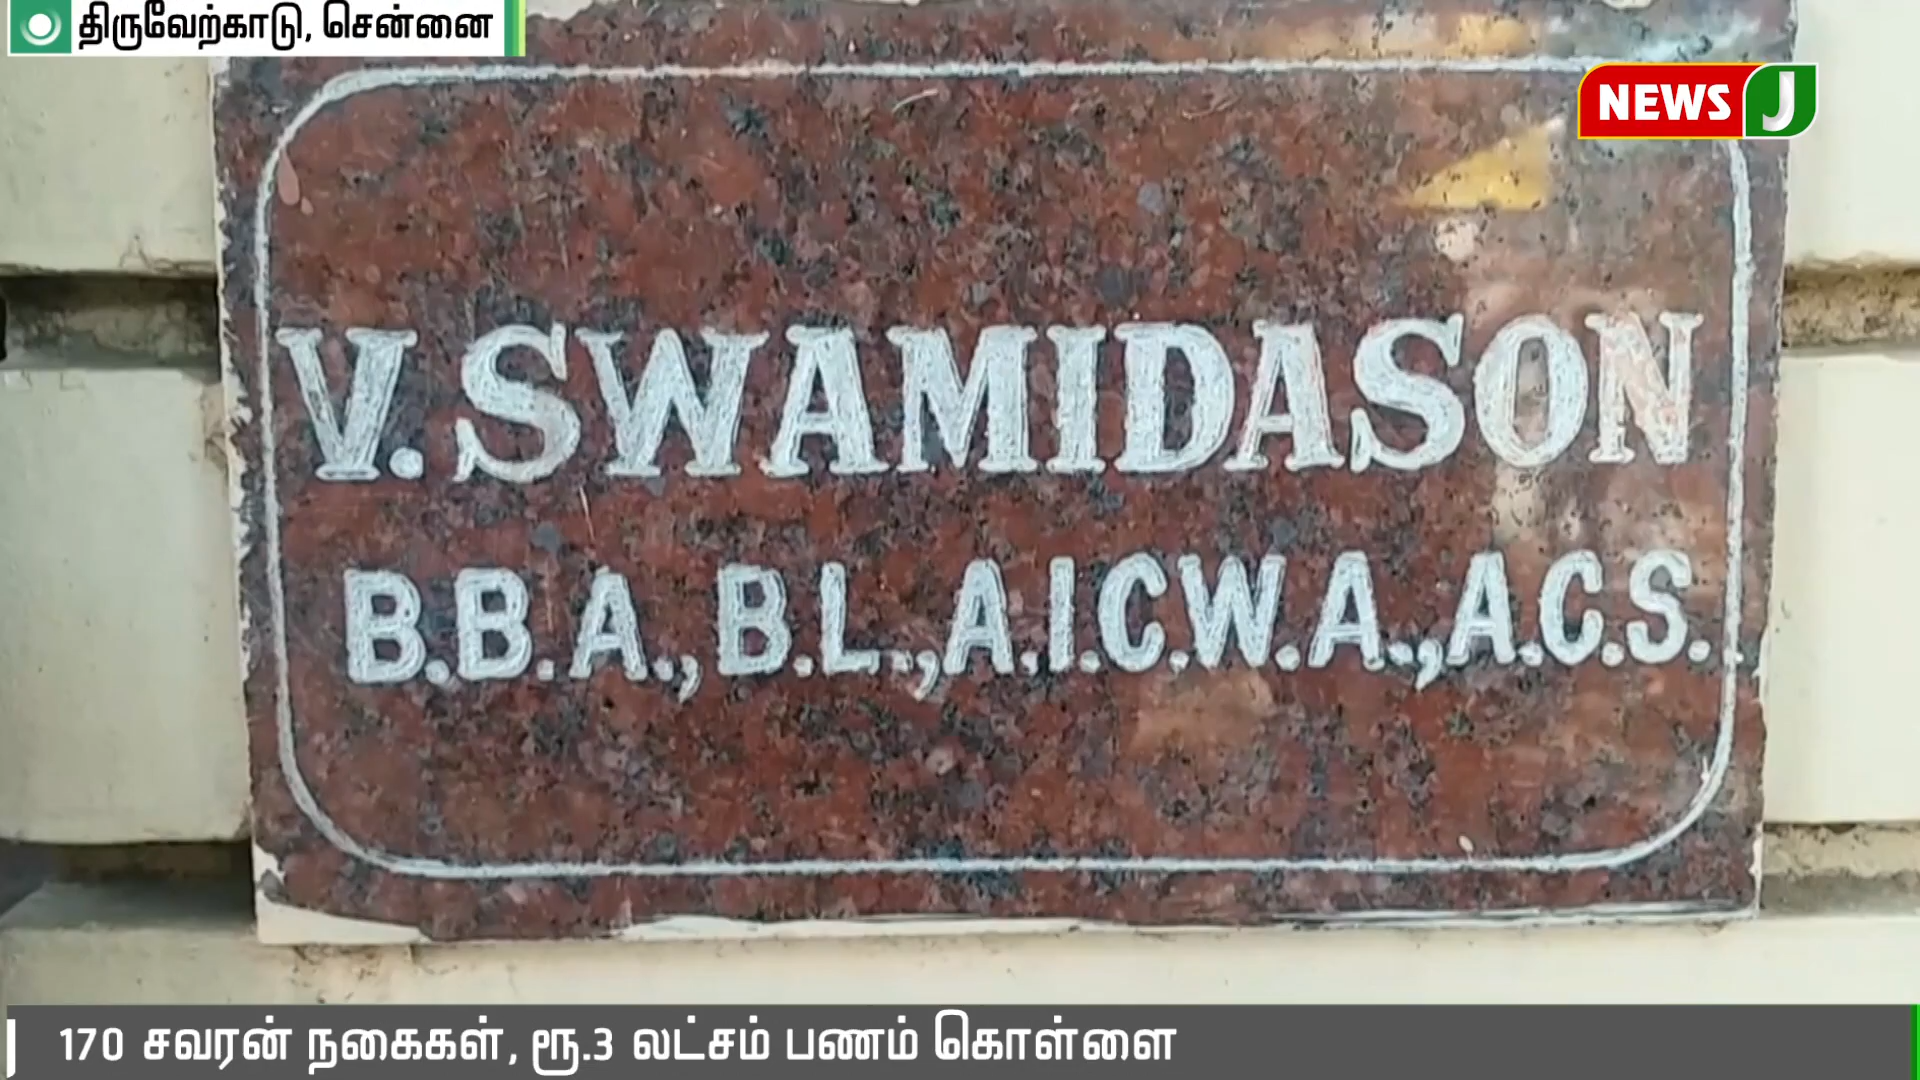 திருவேற்காடு, சென்னை
NEWS J
V. SWAMIDASON
B.B.A., B.L., A.I.C.W.A., A.C.S.
170 சவரன் நகைகள், ரூ.3 லட்சம் பணம் கொள்ளை